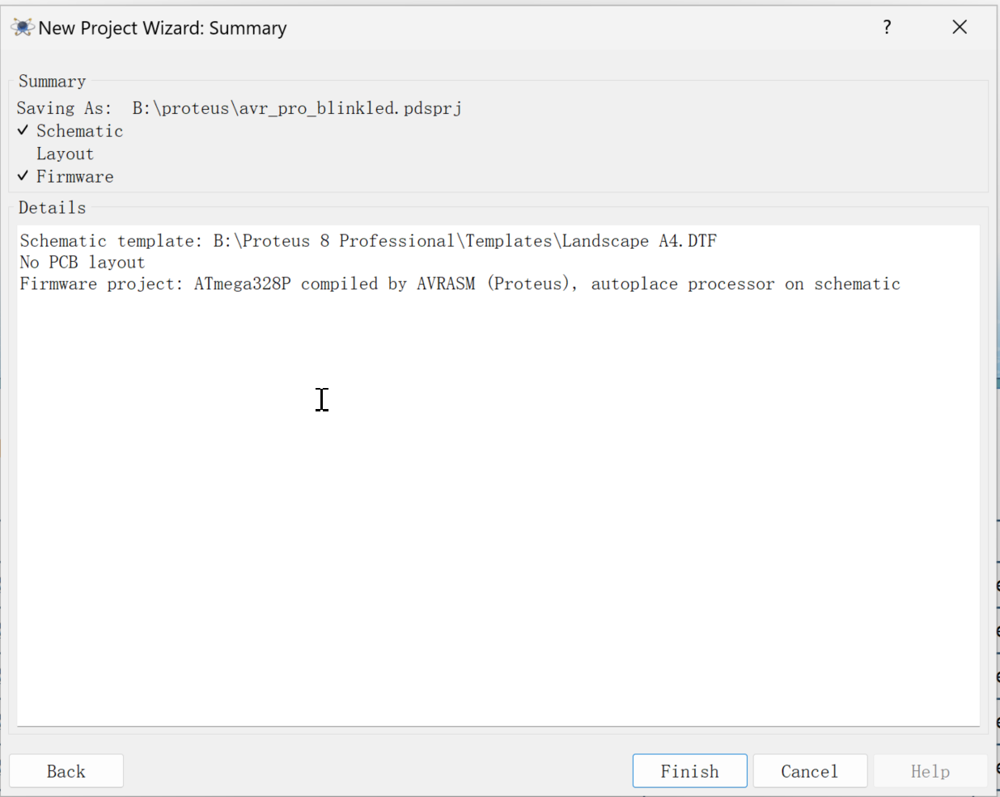 New Project Wizard: Summary
?
Summary
Saving As: B:\proteus\avr_pro_blinkled.pdsprj
✓ Schematic
Layout
✓ Firmware
Details
Schematic template: B:\Proteus 8 Professional\Templates\Landscape A4.DTF
No PCB layout
Firmware project: ATmega328P compiled by AVRASM (Proteus), autoplace processor on schematic
Back
Finish
Cancel
Help